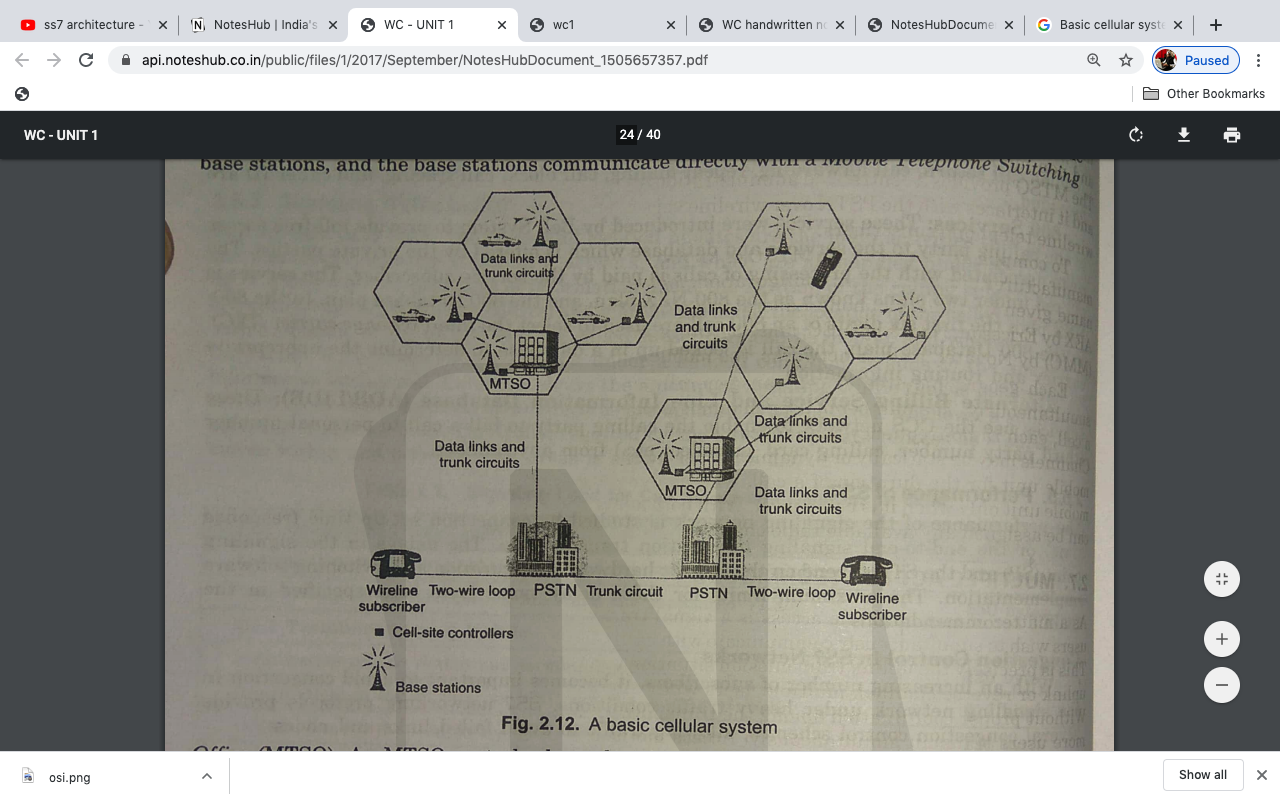 ss7 architecture -
NotesHub | India's
WC - UNIT 1
wc1
WC handwritten n
NotesHubDocume
Basic cellular syste
api.noteshub.co.in/public/files/1/2017/September/NotesHubDocument_1505657357.pdf
Paused
Other Bookmarks
WC - UNIT 1
24 / 40
base stations, and the base stations communicate directly with a Mobile Telephone Switching
Data links and
trunk circuits
Data links
and trunk
circuits
MTSO
Data links and
trunk circuits
Data links and
trunk circuits
MTSO
Data links and
trunk circuits
Wireline
subscriber
Two-wire loop
PSTN
Trunk circuit
PSTN
Two-wire loop
Wireline
subscriber
Cell-site controllers
Base stations
Fig. 2.12. A basic cellular system
osi.png
Show all